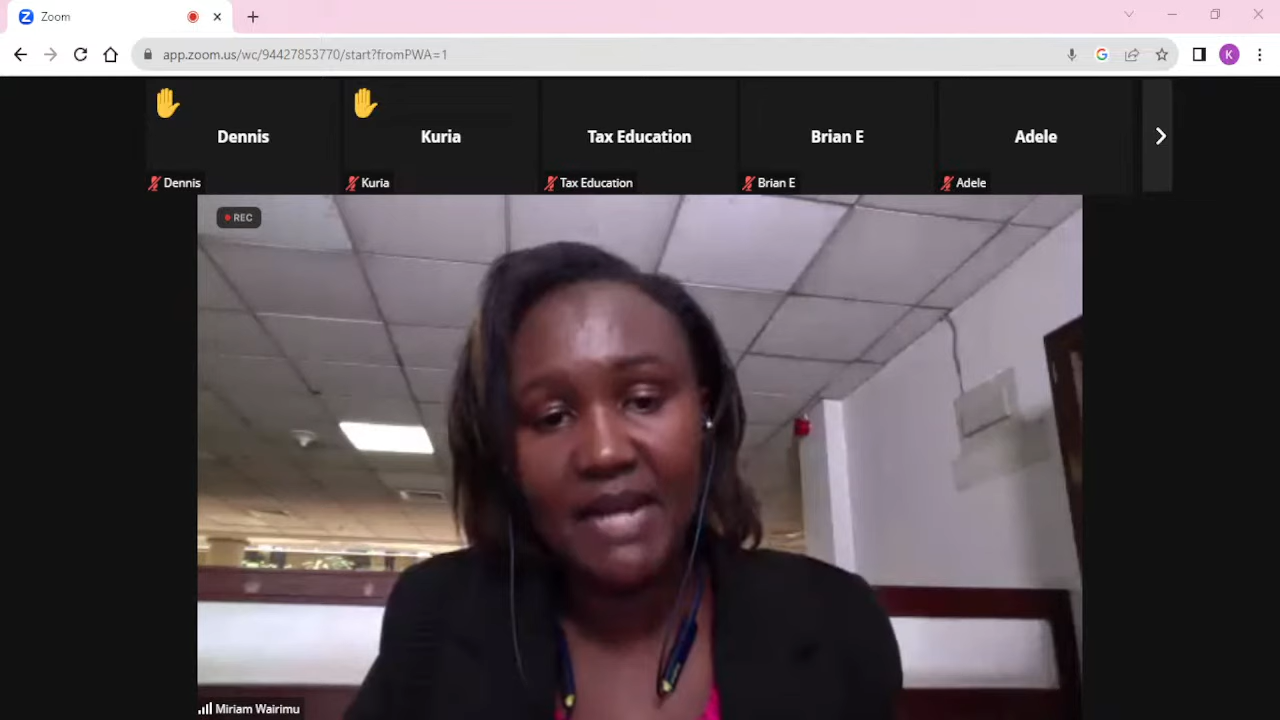 Zoom
app.zoom.us/wc/94427853770/start?fromPWA=1
K
Dennis
Kuria
Tax Education
Brian E
Adele
Dennis
Kuria
Tax Education
Brian E
Adele
REC
Miriam Wairimu